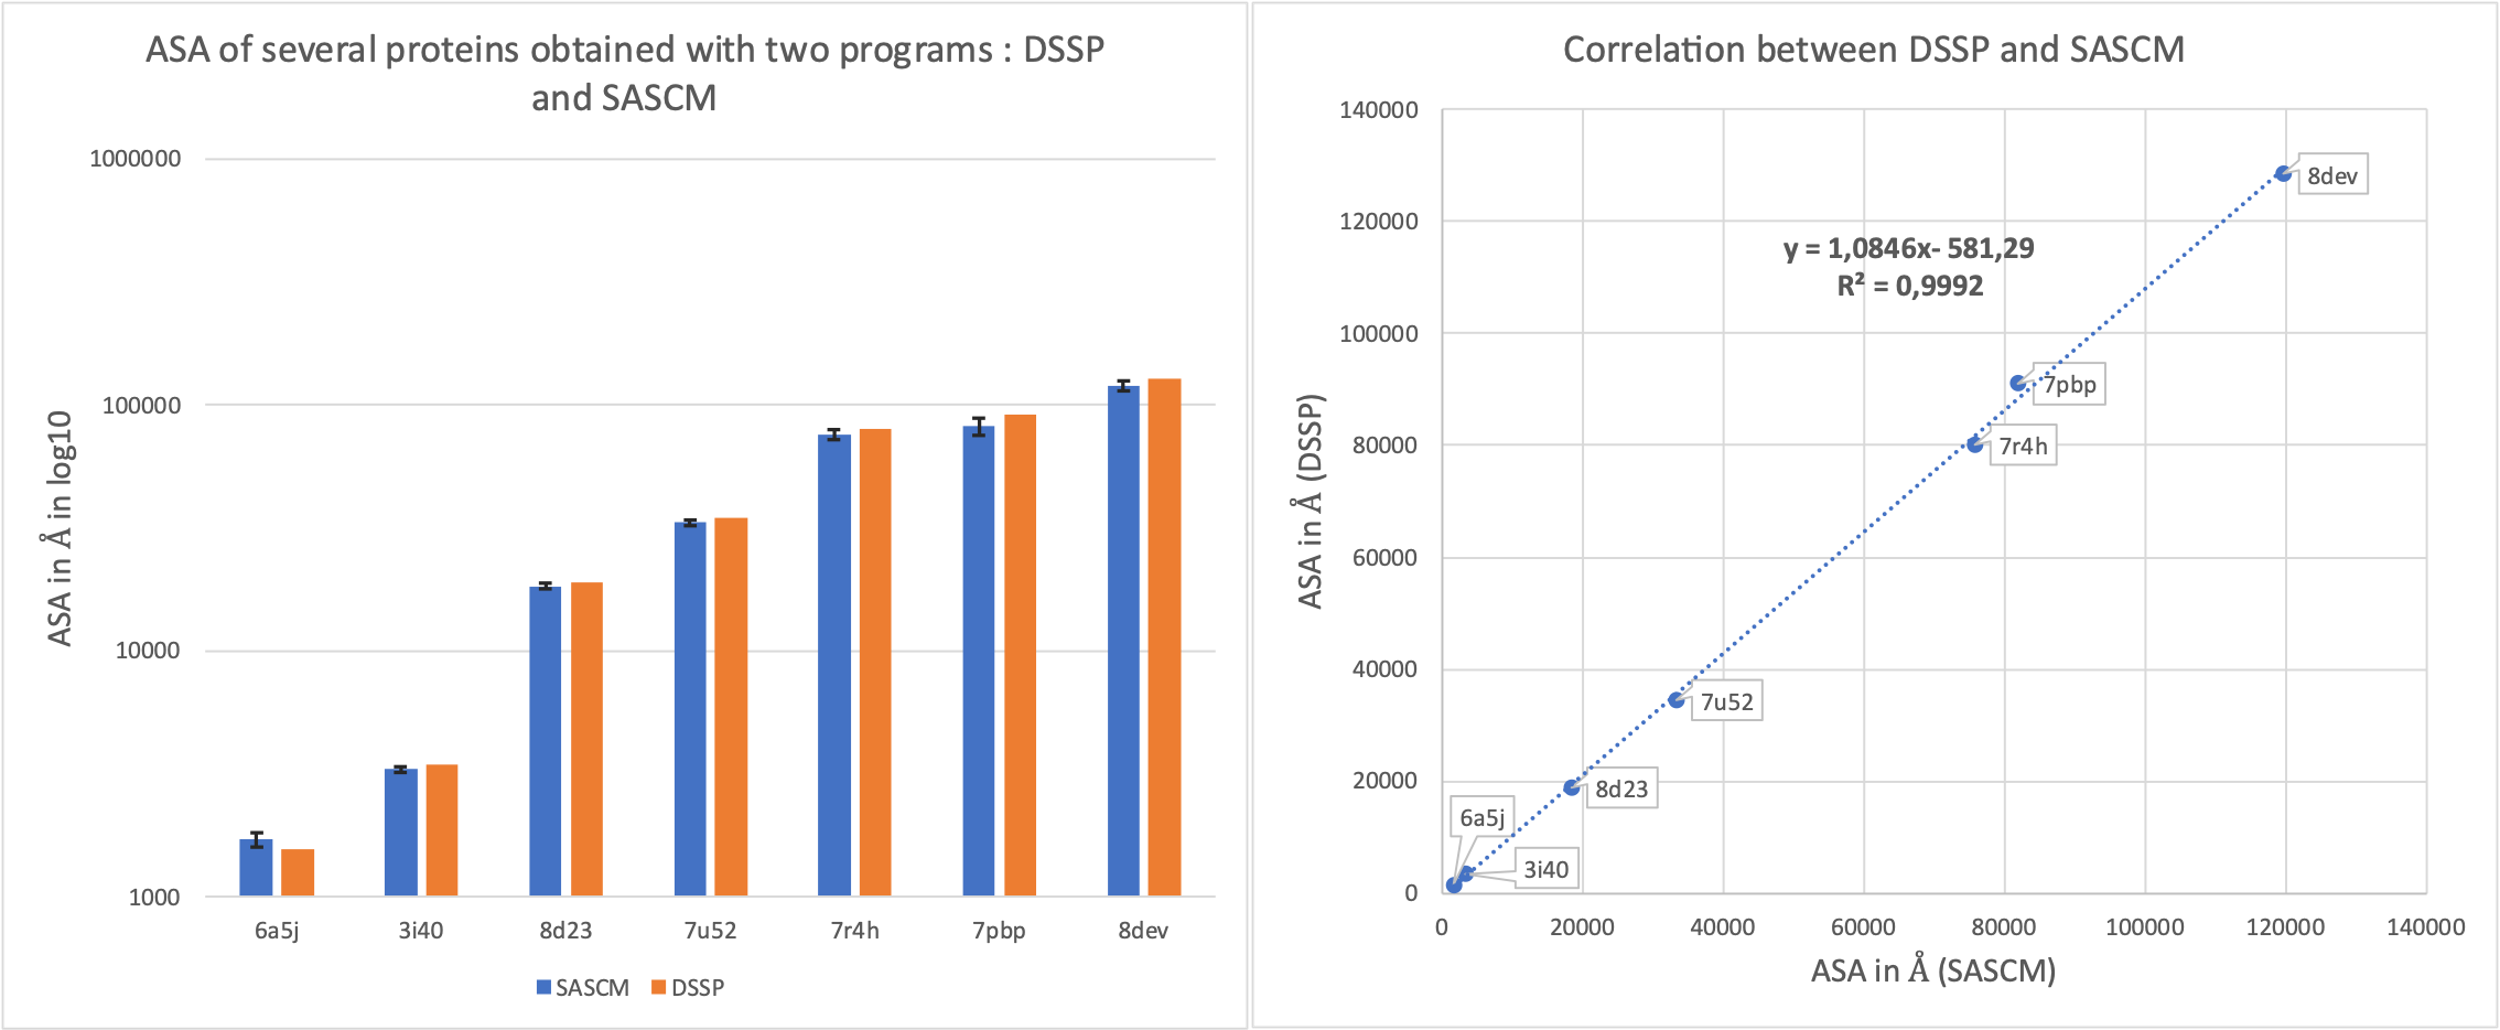 ASA of several proteins obtained with two programs : DSSP
and SASCM
1000000
100000
10000
1000
ASA in Å in log10
6a5j
3i40
8d23
7u52
7r4h
7pbp
8dev
SASCM
DSSP
Correlation between DSSP and SASCM
140000
120000
100000
80000
60000
40000
20000
0
ASA in Å (DSSP)
y = 1,0846x- 581,29
R² = 0,9992
8dev
7pbp
7r4h
7u52
8d23
6a5j
3i40
0
20000
40000
60000
80000
100000
120000
140000
ASA in Å (SASCM)